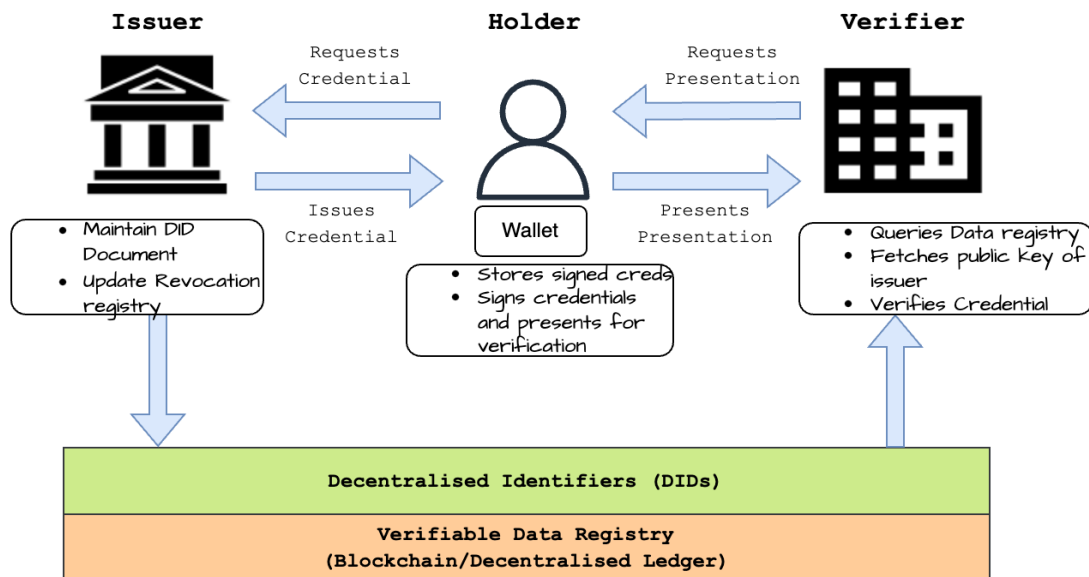 Issuer
Holder
Verifier
Requests
Credential
Requests
Presentation
Issues
Credential
Presents
Presentation
Wallet
• Maintain DID
Document
• Update Revocation
registry
• Stores signed creds
• Signs credentials
and presents for
verification
• Queries Data registry
• Fetches public key of
issuer
• Verifies Credential
Decentralised Identifiers (DIDs)
Verifiable Data Registry
(Blockchain/Decentralised Ledger)